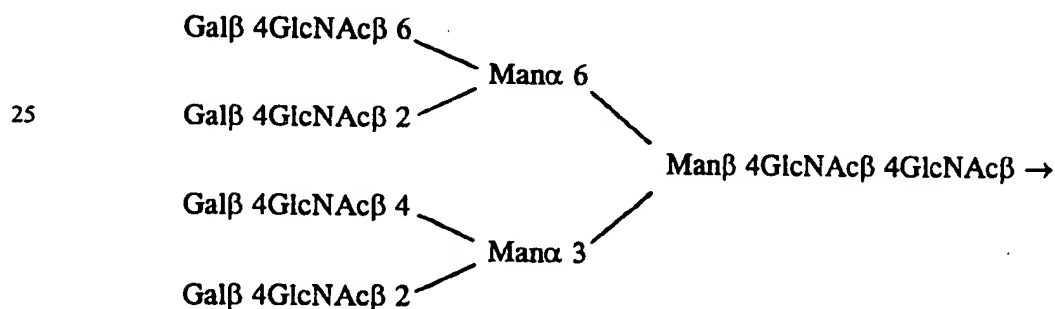 Galβ 4GlcNAcβ 6
Manα 6
25
Galβ 4GlcNAcβ 2
Manβ 4GlcNAcβ 4GlcNAcβ →
Galβ 4GlcNAcβ 4
Manα 3
Galβ 4GlcNAcβ 2